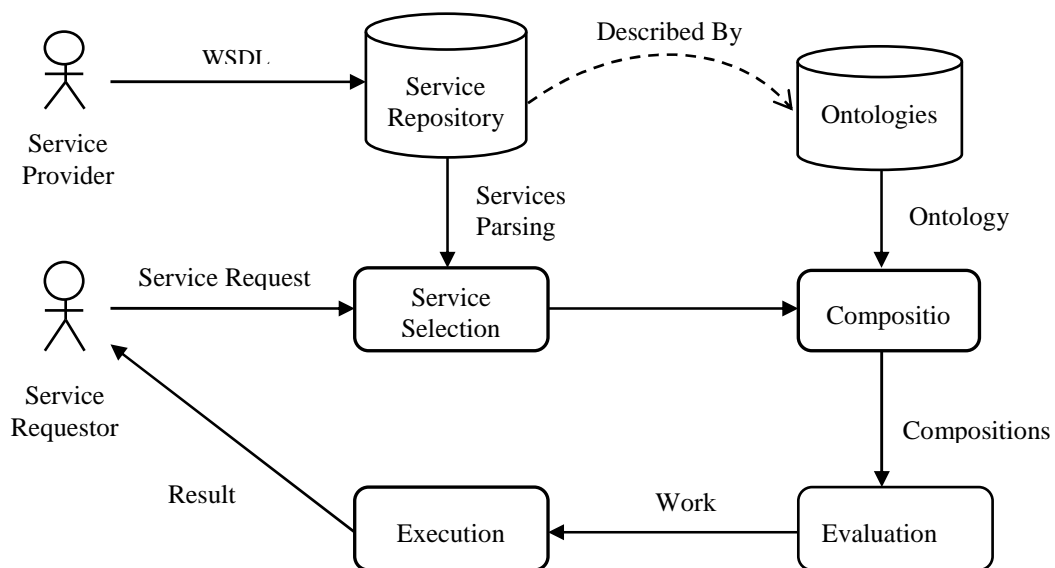 WSDL
Described By
Service
Repository
Ontologies
Service
Provider
Services
Parsing
Ontology
Service Request
Service
Selection
Compositio
Service
Requestor
Compositions
Result
Execution
Work
Evaluation